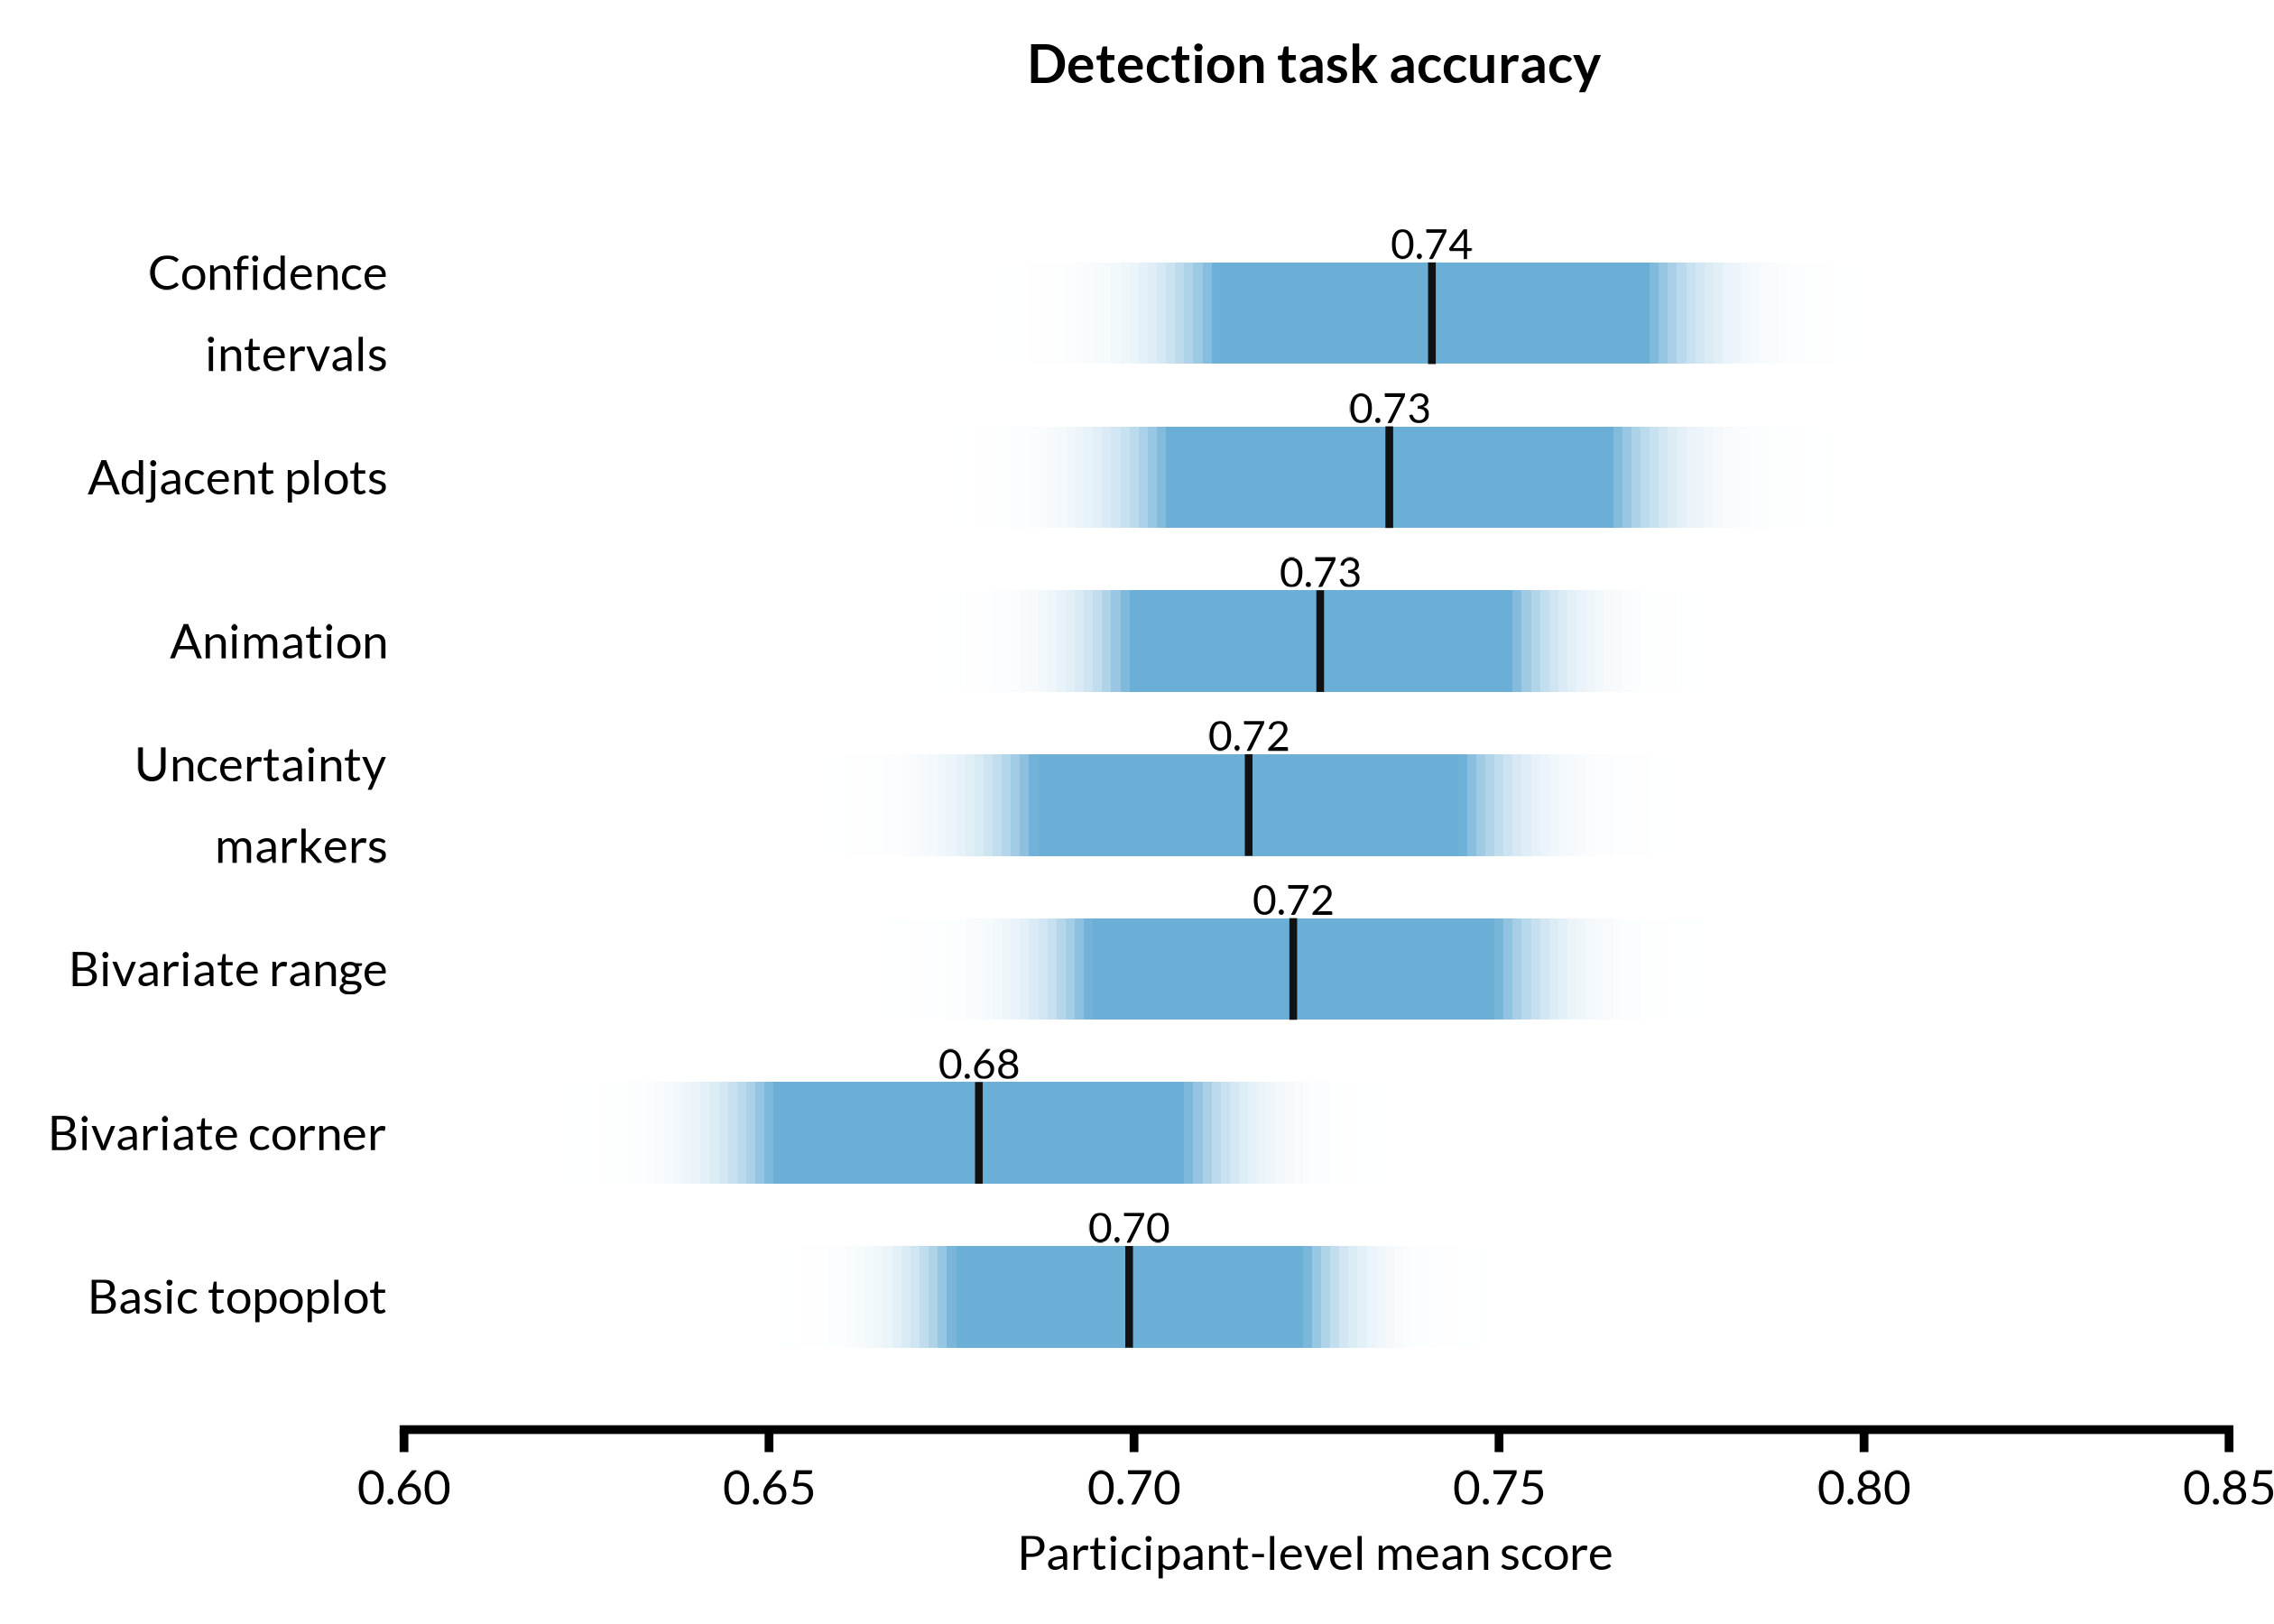 Detection task accuracy
0.74
Confidence
intervals
0.73
Adjacent plots
0.73
Animation
0.72
Uncertainty
markers
0.72
Bivariate range
0.68
Bivariate corner
0.70
Basic topoplot
0.60 0.65 0.70 0.75 0.80 0.85
Participant-level mean score